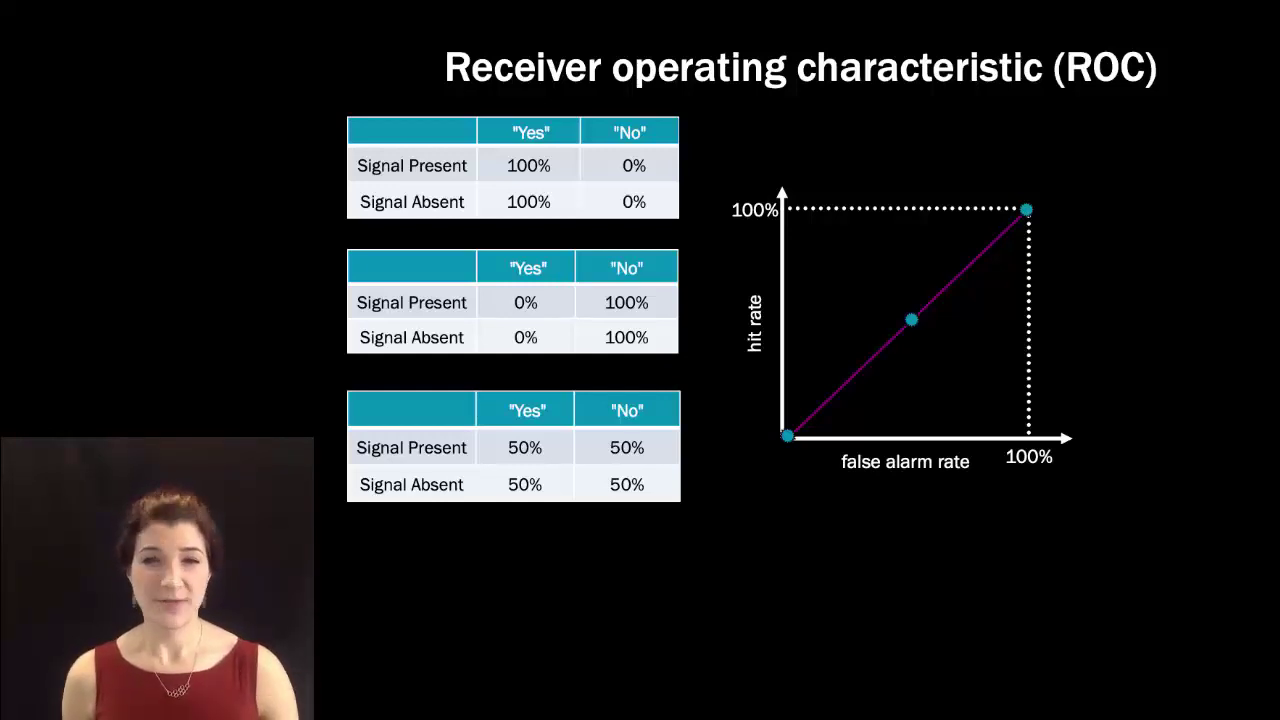 Receiver operating characteristic (ROC)
"Yes" "No"
Signal Present 100% 0%
Signal Absent 100% 0%
"Yes" "No"
Signal Present 0% 100%
Signal Absent 0% 100%
"Yes" "No"
Signal Present 50% 50%
Signal Absent 50% 50%
100%
hit rate
false alarm rate 100%